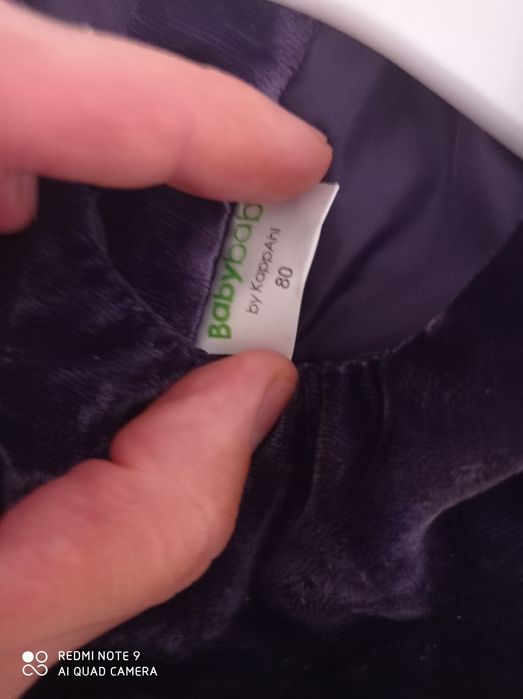 Babybab
by KappAhl
80
REDMI NOTE 9
AI QUAD CAMERA